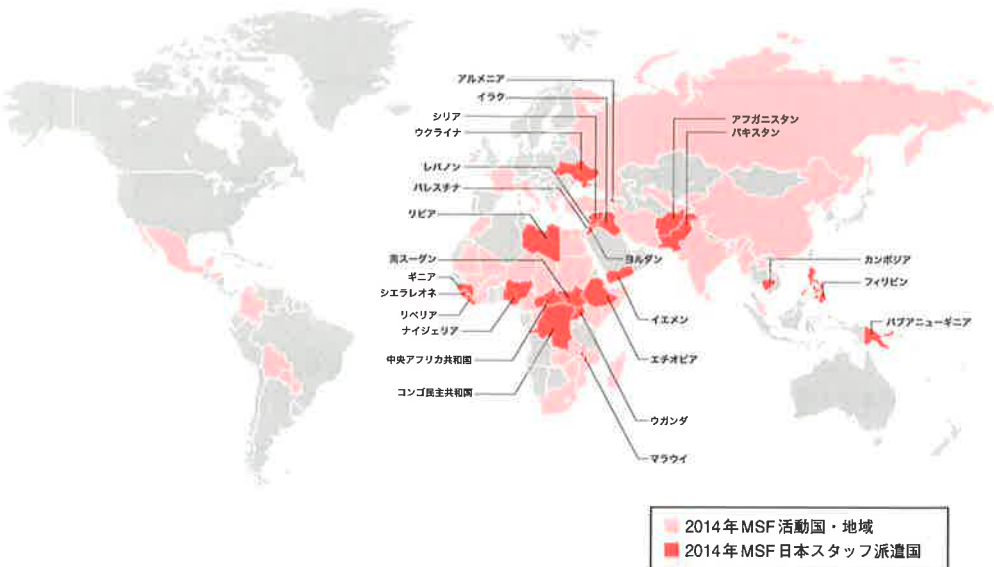 アルメニア
イラク
シリア
ウクライナ
レバノン
パレスチナ
リビア
南スーダン
ギニア
シエラレオネ
リベリア
ナイジェリア
中央アフリカ共和国
コンゴ民主共和国
アフガニスタン
パキスタン
ヨルダン
イエメン
エチオピア
ウガンダ
マラウイ
カンボジア
フィリピン
パプアニューギニア
2014年MSF活動国・地域
2014年MSF日本スタッフ派遣国